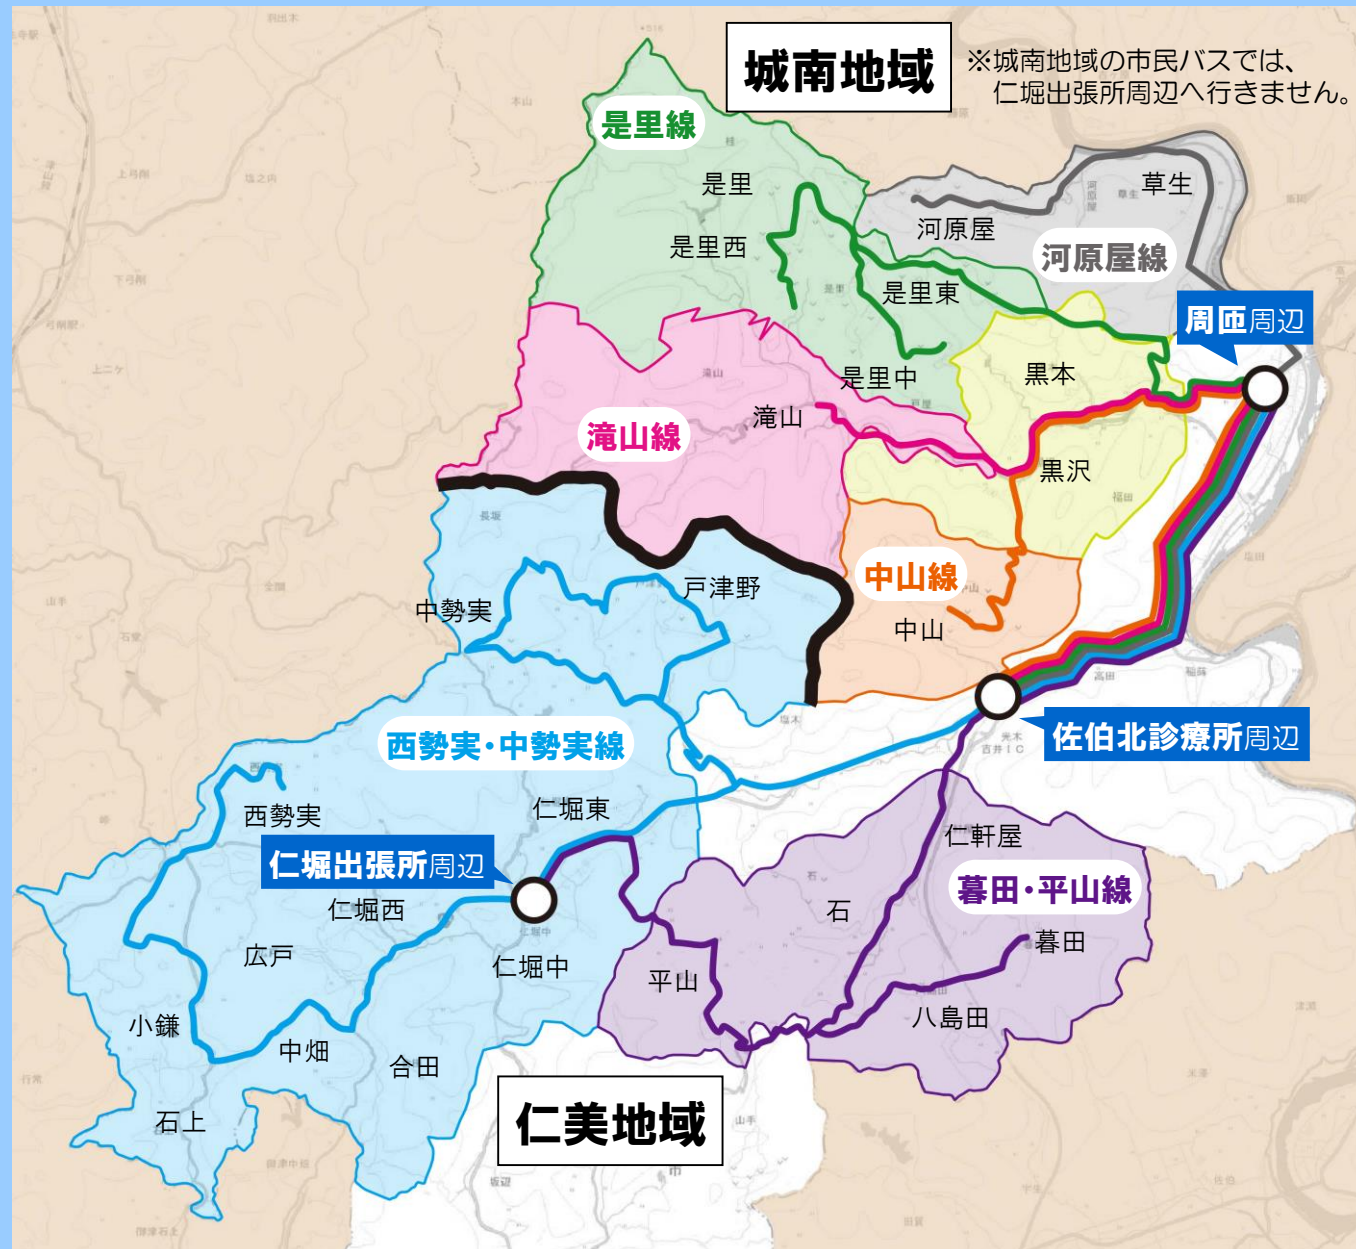 城南地域
※城南地域の市民バスでは、
仁堀出張所周辺へ行きません。
是里線
草生
是里
河原屋
是里西
河原屋線
是里東
周匝周辺
黒本
是里中
滝山
滝山線
黒沢
中山線
戸津野
中勢実
中山
佐伯北診療所周辺
西勢実・中勢実線
仁堀東
西勢実
仁軒屋
仁堀出張所周辺
暮田・平山線
仁堀西
石
暮田
広戸
仁堀中
平山
八島田
小鎌
中畑
合田
仁美地域
石上